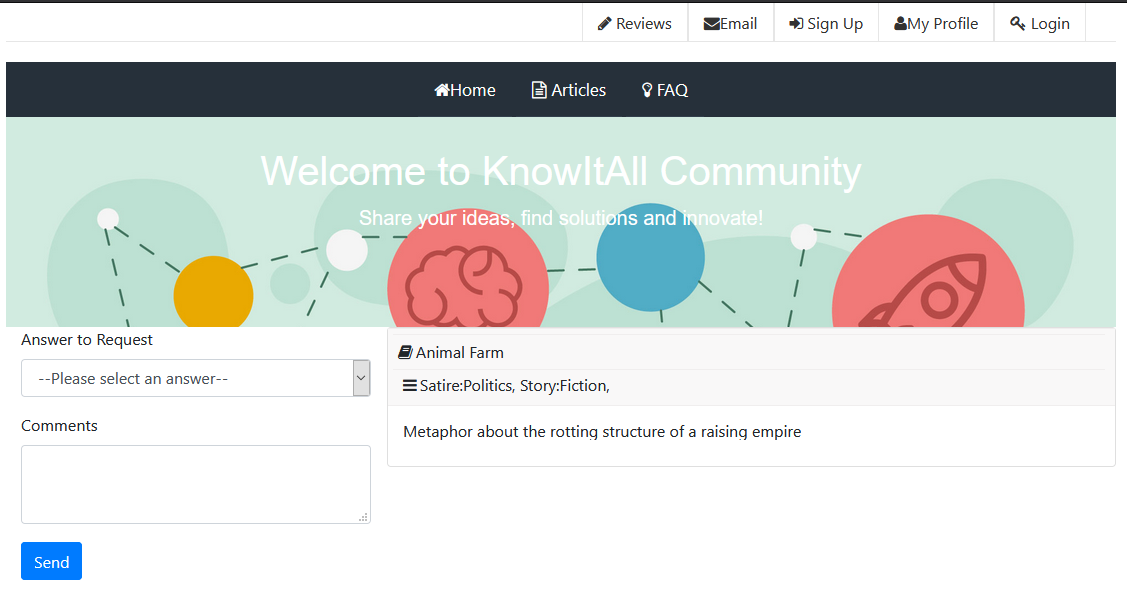 Reviews Email Sign Up My Profile Login
Home Articles FAQ
Welcome to KnowItAll Community
Share your ideas, find solutions and innovate!
Answer to Request
--Please select an answer--
Comments
Send
Animal Farm
Satire:Politics, Story:Fiction,
Metaphor about the rotting structure of a raising empire